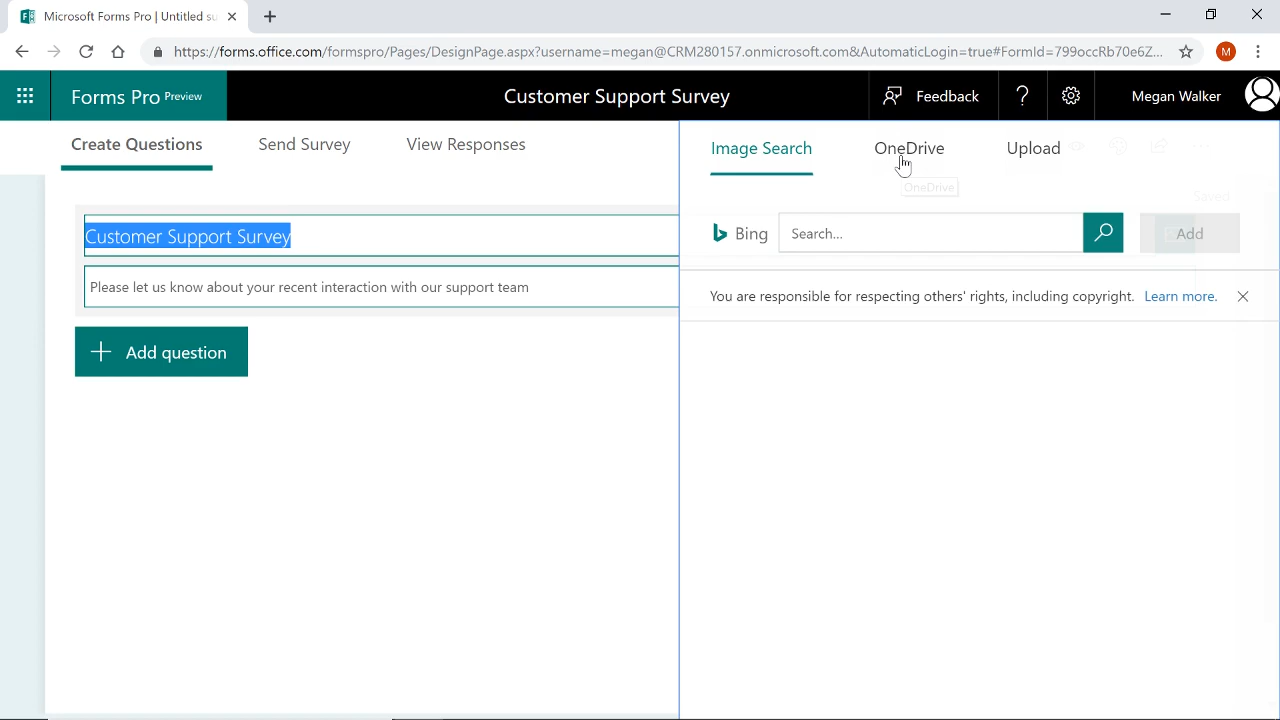 Microsoft Forms Pro | Untitled su
https://forms.office.com/formspro/Pages/DesignPage.aspx?username=megan@CRM280157.onmicrosoft.com&AutomaticLogin=true#FormId=799occRb70e6Z...
M
Forms Pro Preview
Customer Support Survey
Feedback
?
Megan Walker
Create Questions
Send Survey
View Responses
Image Search
OneDrive
Upload
OneDrive
Saved
Customer Support Survey
Bing
Search...
Add
Please let us know about your recent interaction with our support team
You are responsible for respecting others' rights, including copyright. Learn more.
Add question